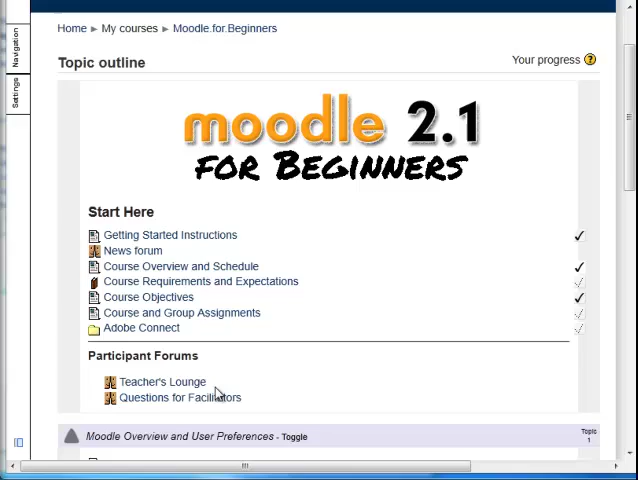 Home ► My courses ► Moodle.for.Beginners
Navigation
Settings
Topic outline
Your progress
moodle 2.1
FOR BEGINNERS
Start Here
Getting Started Instructions
News forum
Course Overview and Schedule
Course Requirements and Expectations
Course Objectives
Course and Group Assignments
Adobe Connect
Participant Forums
Teacher's Lounge
Questions for Facilitators
Moodle Overview and User Preferences - Toggle
Topic
1